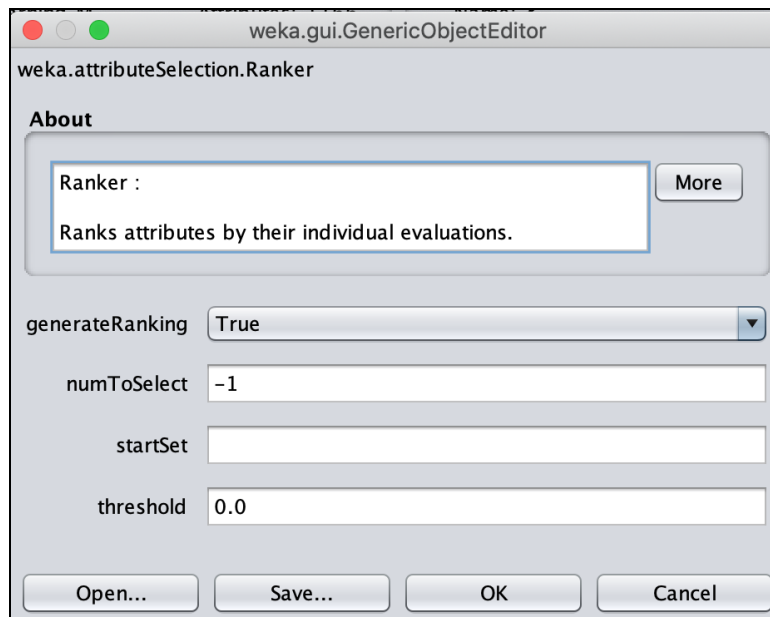 weka.gui.GenericObjectEditor
weka.attributeSelection.Ranker
About
Ranker :
More
Ranks attributes by their individual evaluations.
generateRanking True
numToSelect -1
startSet
threshold 0.0
Open... Save... OK Cancel